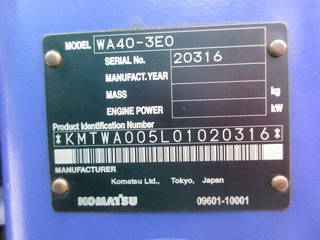 MODEL WA40-3E0
SERIAL No. 20316
MANUFACT.YEAR
MASS kg
ENGINE POWER kW
Product Identification Number
*KMTWA005L01020316*
MANUFACTURER
Komatsu Ltd., Tokyo, Japan
KOMATSU 09601-10001